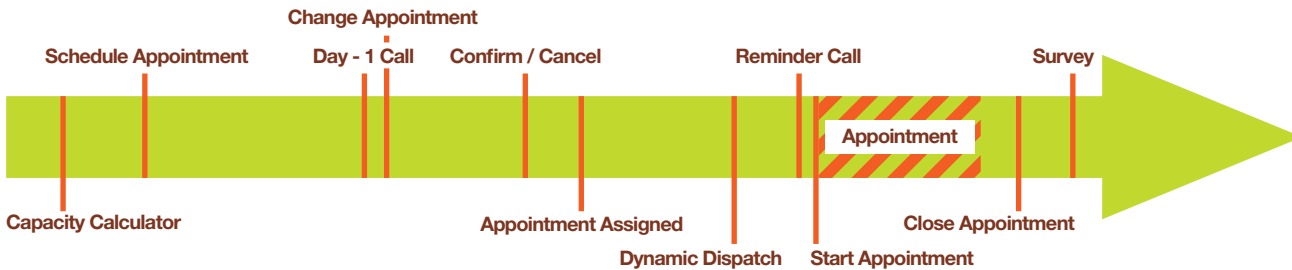 Change Appointment
Schedule Appointment
Day - 1 Call
Confirm / Cancel
Reminder Call
Survey
Appointment
Capacity Calculator
Appointment Assigned
Close Appointment
Dynamic Dispatch
Start Appointment